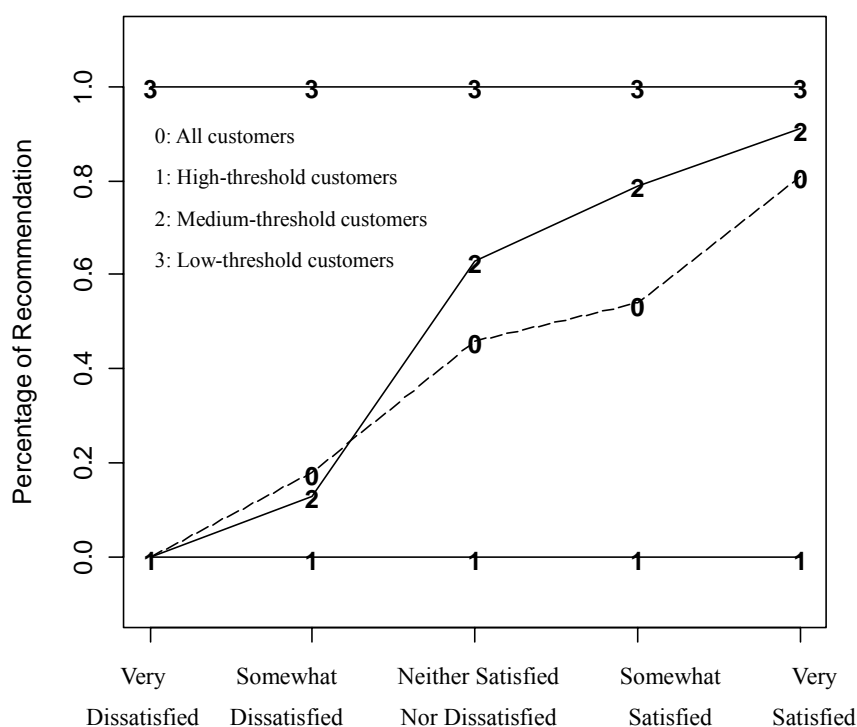 1.0
0.8
0.6
0.4
0.2
0.0
Percentage of Recommendation
0: All customers
1: High-threshold customers
2: Medium-threshold customers
3: Low-threshold customers
3 3 3 3 3
2
2
0
2
0
0
0
2
1 1 1 1 1
Very Somewhat Neither Satisfied Somewhat Very
Dissatisfied Dissatisfied Nor Dissatisfied Satisfied Satisfied